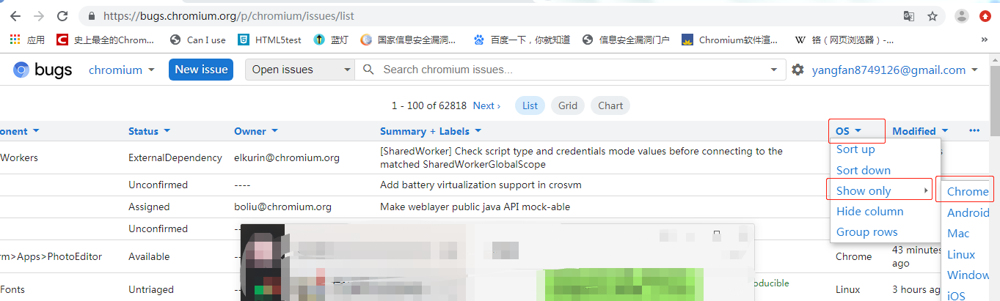 https://bugs.chromium.org/p/chromium/issues/list
应用 史上最全的Chrom... Can I use HTML5test 蓝灯 国家信息安全漏洞... 百度一下，你就知道 信息安全漏洞门户 Chromium软件渲... W 铬（网页浏览器）-... »
bugs chromium New issue Open issues Search chromium issues... yangfan8749126@gmail.com
1 - 100 of 62818 Next › List Grid Chart
onent Status Owner Summary + Labels OS Modified ...
Workers ExternalDependency elkurin@chromium.org [SharedWorker] Check script type and credentials mode values before connecting to the
matched SharedWorkerGlobalScope
Sort up
Unconfirmed ---- Add battery virtualization support in crosvm
Sort down
Show only Chrome
Assigned boliu@chromium.org Make weblayer public java API mock-able
Hide column Android
Unconfirmed
Group rows Mac
rm>Apps>PhotoEditor Available Chrome 43 minutes
ago
Linux
Window
iOS
Fonts Untriaged oducible Linux 3 hours ag